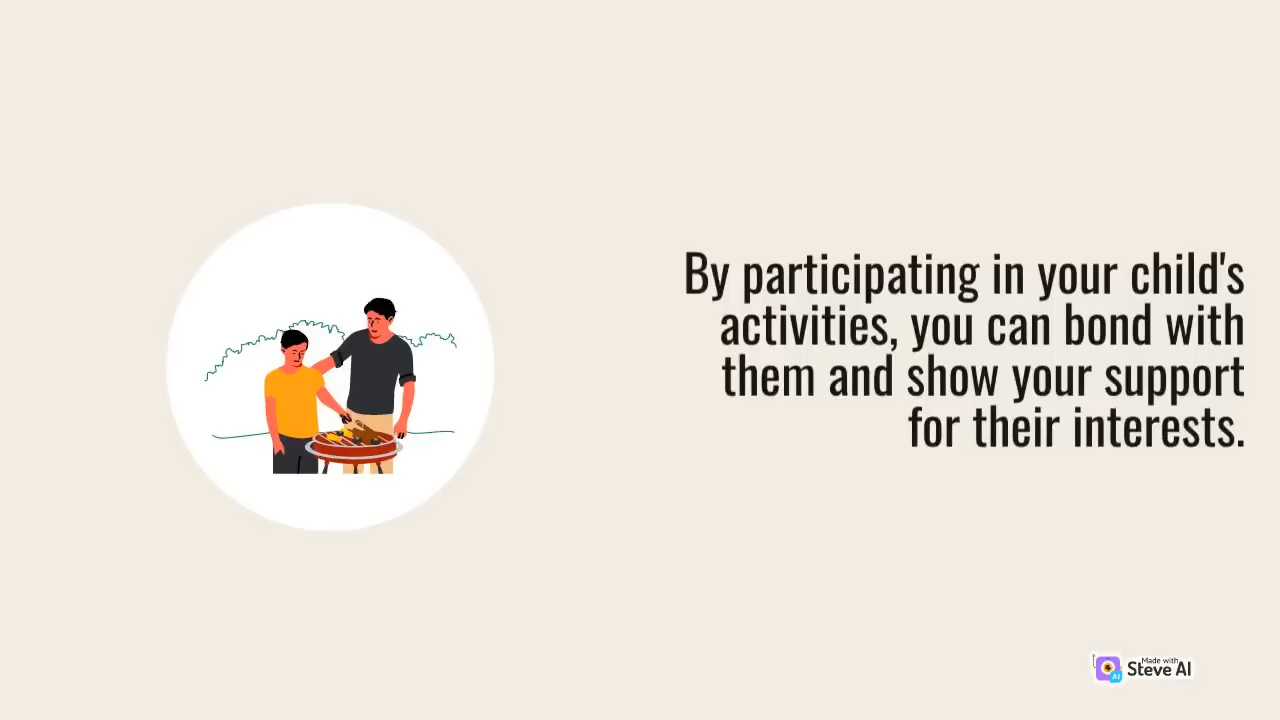 By participating in your child's
activities, you can bond with
them and show your support
for their interests.
Made with
Steve AI
AI